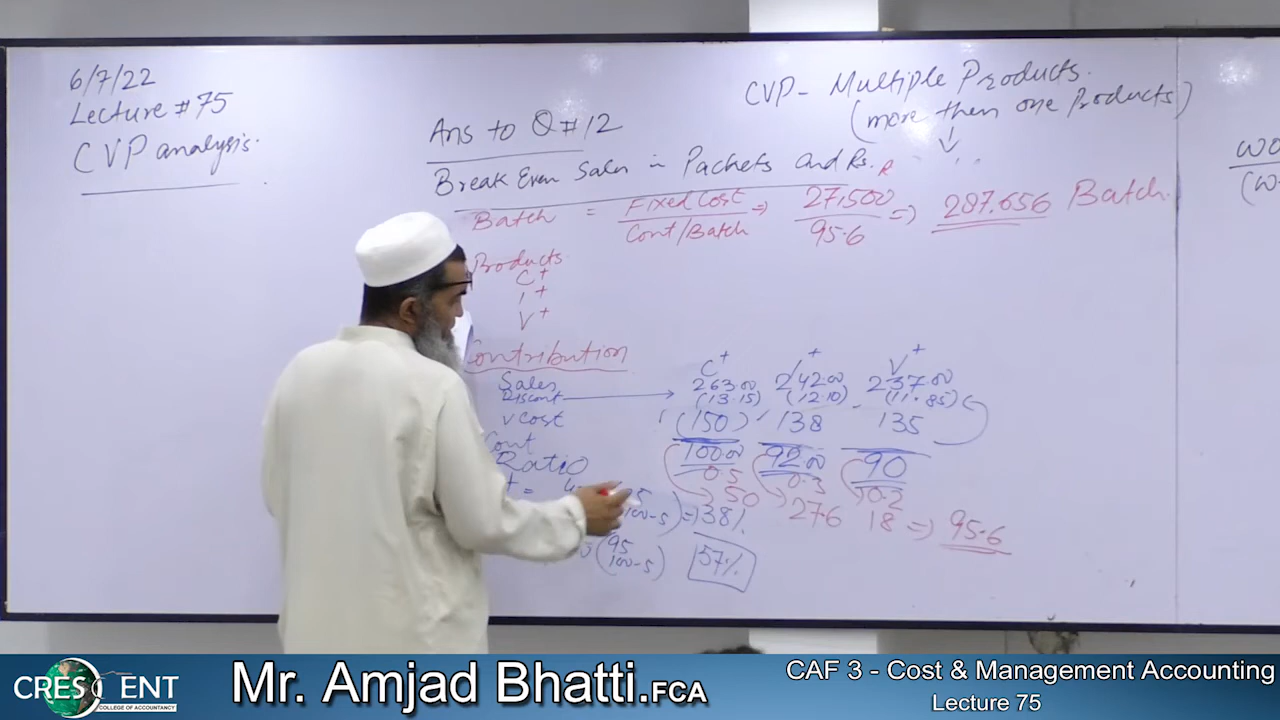 6/7/22
Lecture #75
CVP analysis.
CVP - Multiple Products.
(more then one Products)
Ans to Q#12
Break Even Sales in Packets and Rs.
Batch = Fixed Cost / Cont/Batch => 27,500 / 95.6 => 287.656 Batch.
Products
C+
V+
Contribution
C+ V+
Sales 263.00 242.00 237.00
Discont (13.15) (12.10) (11.85)
v cost (150) 138 135
Cont 100.00 92.00 90
Ratio 0.5 0.3 0.2
50 27.6 18 => 95.6
100-5) = 38%
(95
100-5) 57%
CRESCENT
COLLEGE OF ACCOUNTANCY
Mr. Amjad Bhatti.FCA
CAF 3 - Cost & Management Accounting
Lecture 75